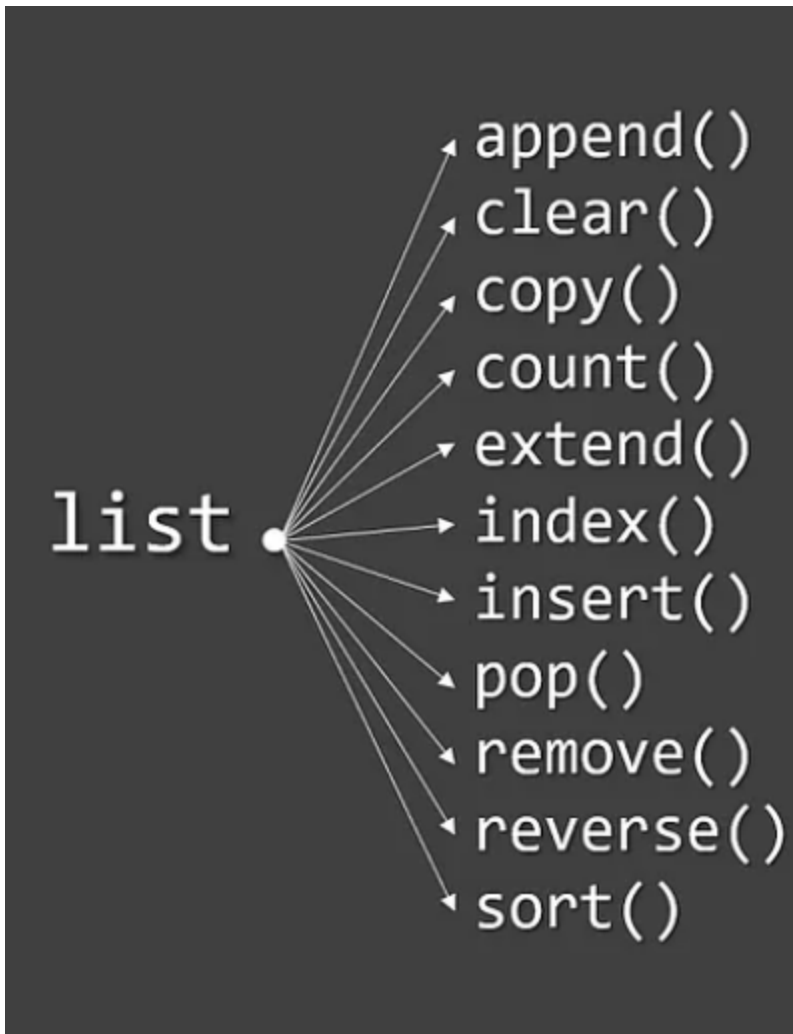 append()
clear()
copy()
count()
extend()
list
index()
insert()
pop()
remove()
reverse()
sort()